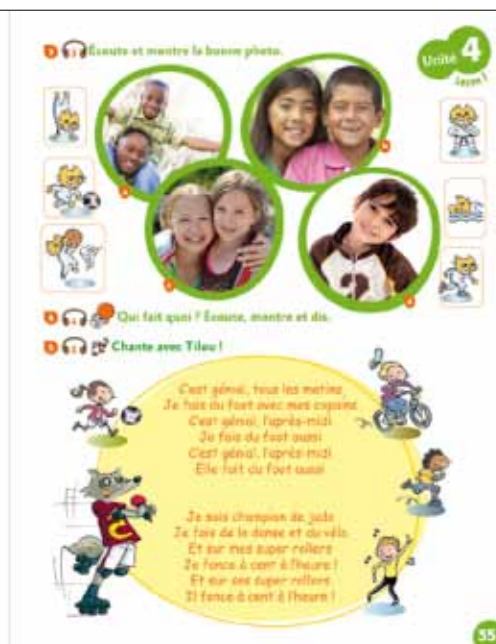 Unité 4
Leçon 1
1 Écoute et montre la bonne photo.
a
b
c
d
Qui fait quoi ? Écoute, montre et dis.
Chante avec Tilou !
C'est génial, tous les matins
Je fais du foot avec mes copains
C'est génial, l'après-midi
Je fais du foot aussi
C'est génial, l'après-midi
Elle fait du foot aussi
Je suis champion de judo
Je fais de la danse et du vélo
Et sur mes super rollers
Je fonce à cent à l'heure !
Et sur ses super rollers
Il fonce à cent à l'heure !
C
55